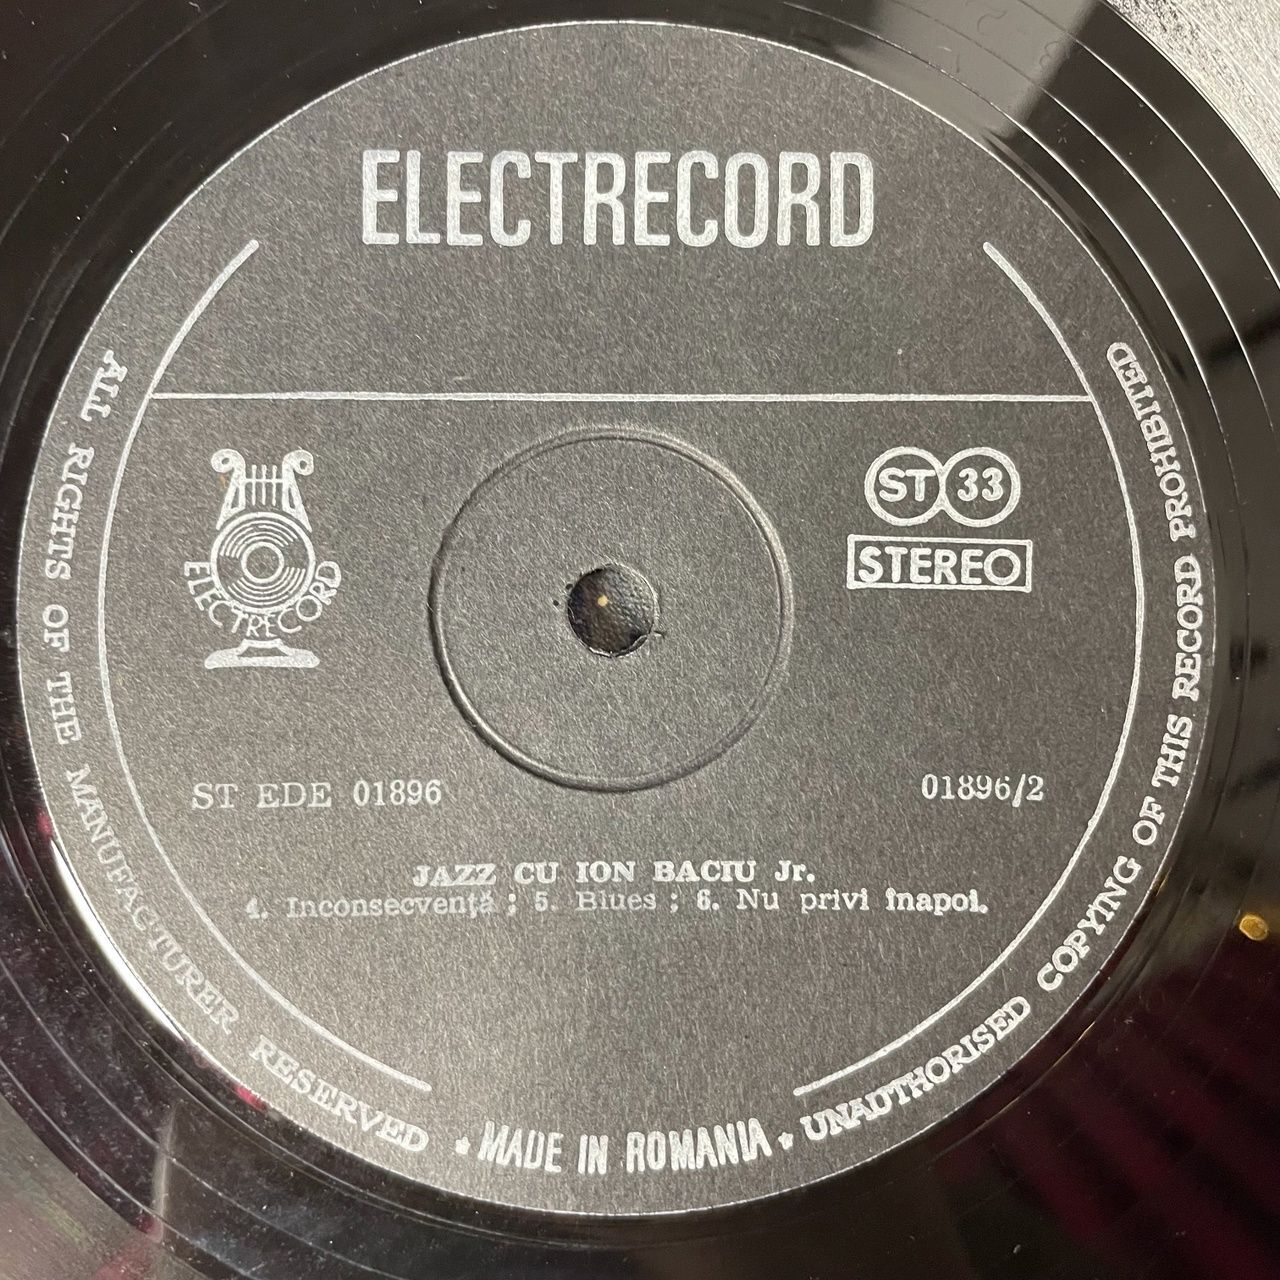 ELECTRECORD
ST 33
STEREO
ELECTRECORD
ST EDE 01896
01896/2
JAZZ CU ION BACIU Jr.
4. Inconsecvenţă ; 5. Blues ; 6. Nu privi înapoi.
ALL RIGHTS OF THE MANUFACTURER RESERVED * MADE IN ROMANIA * UNAUTHORISED COPYING OF THIS RECORD PROHIBITED